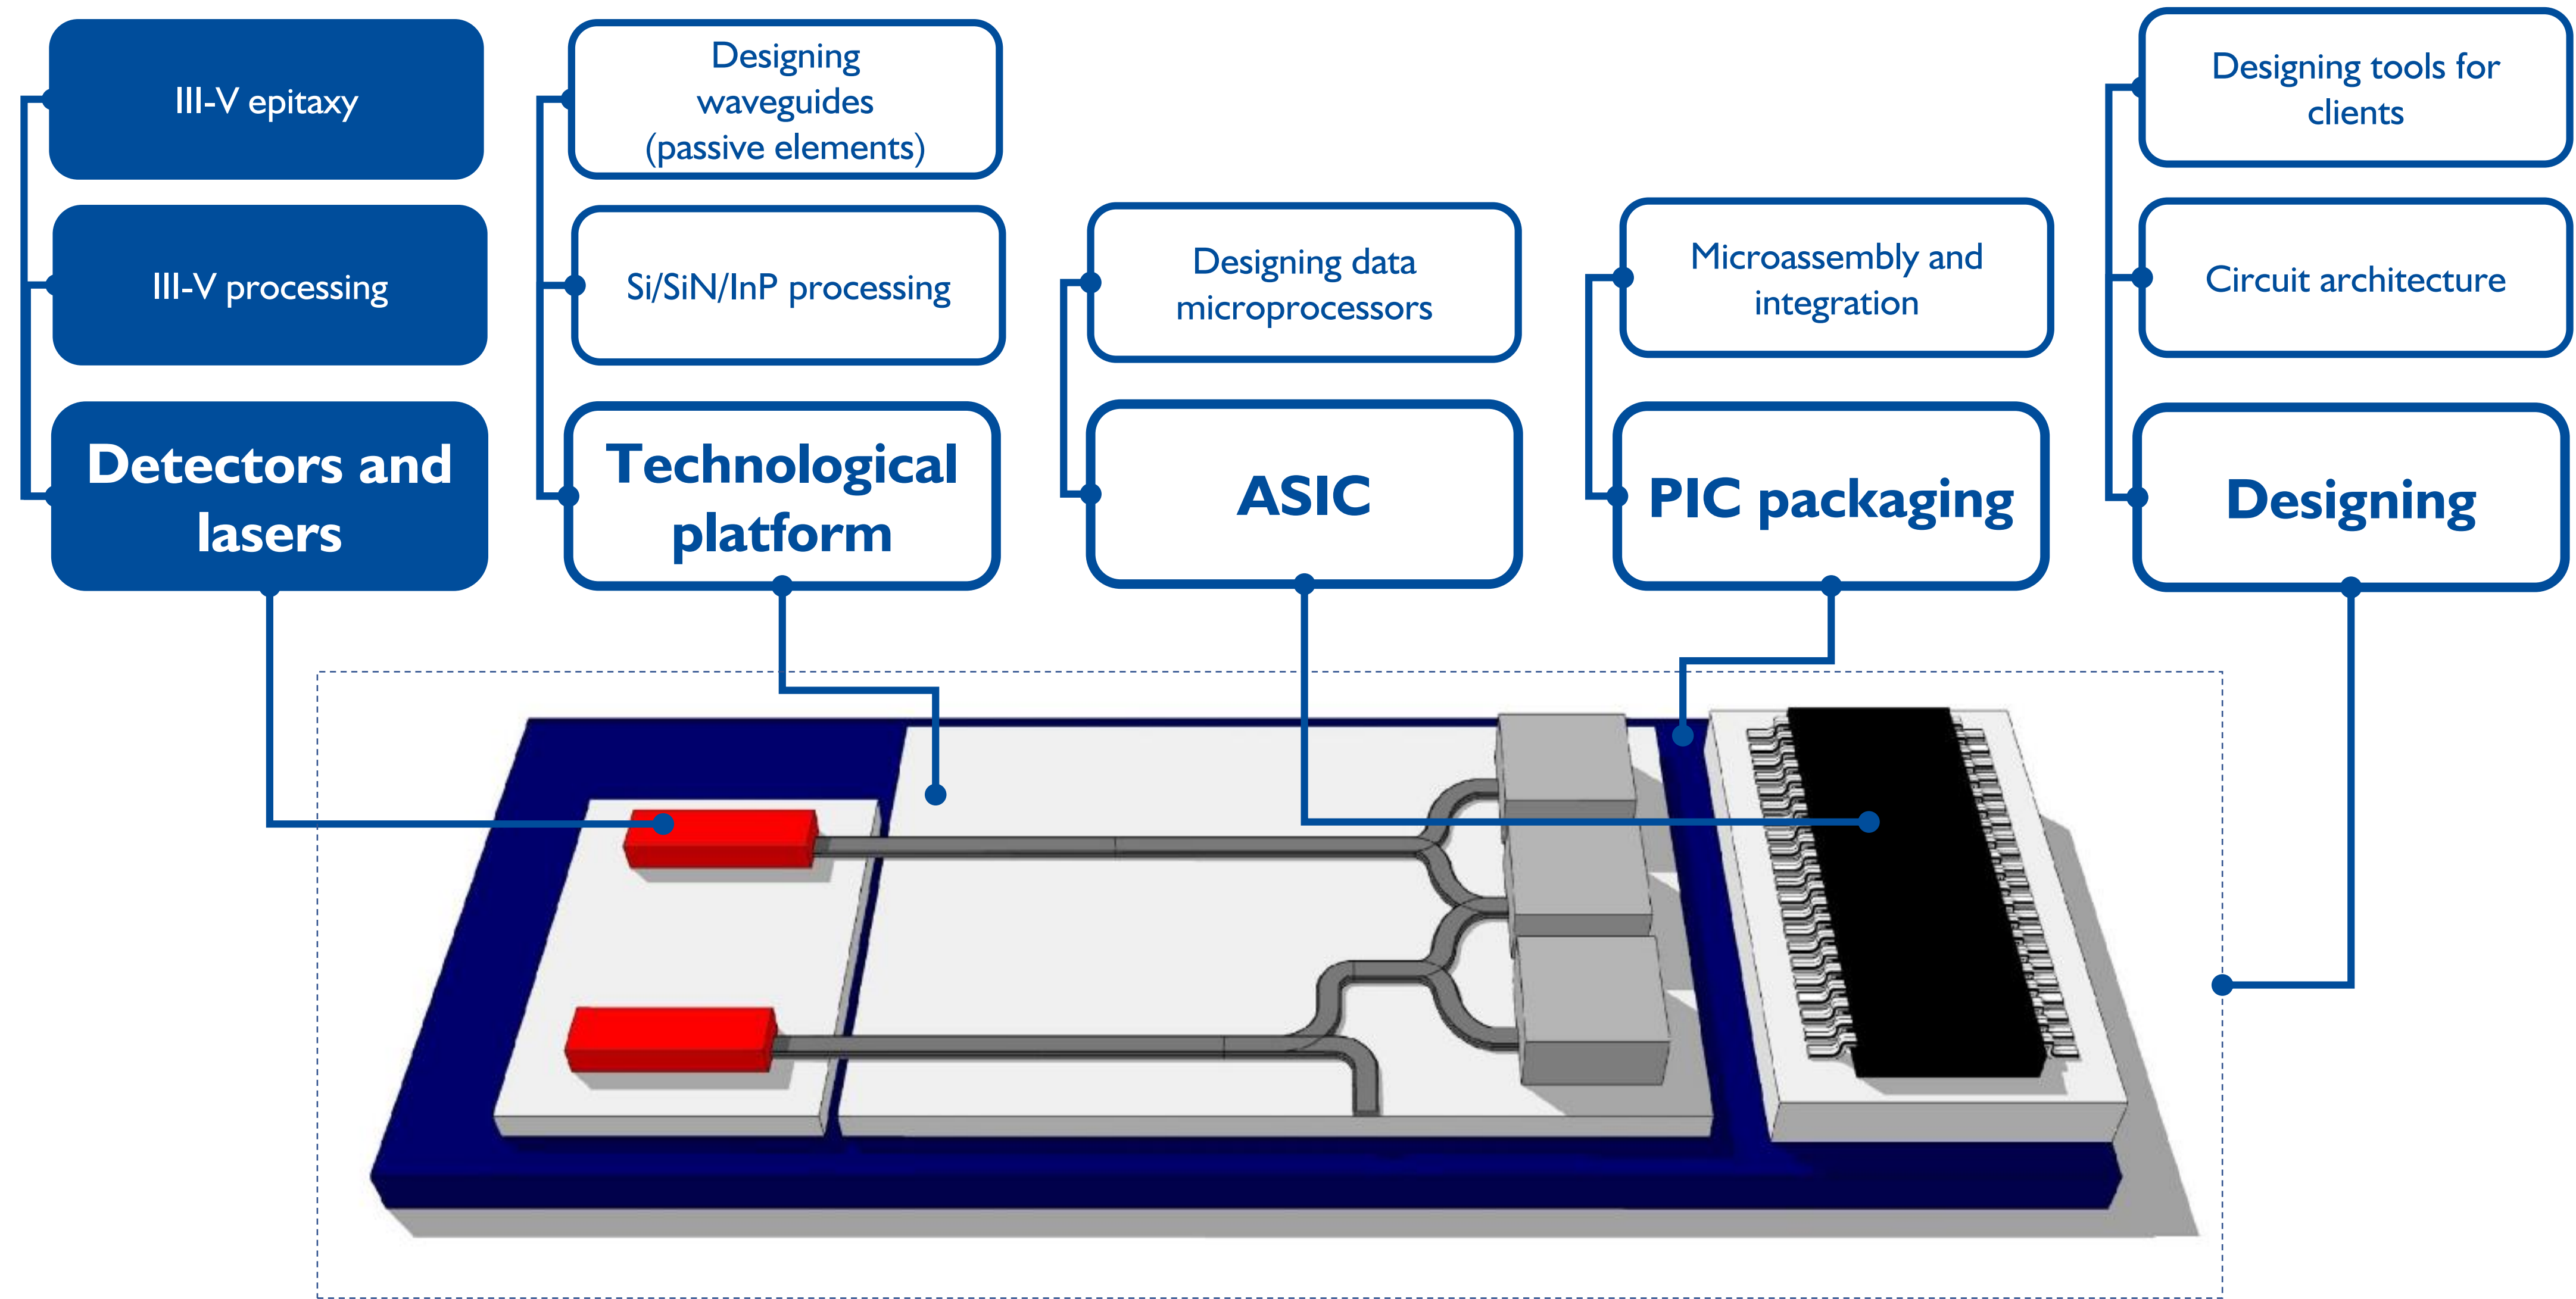 III-V epitaxy
III-V processing
Detectors and
lasers
Designing
waveguides
(passive elements)
Si/SiN/InP processing
Technological
platform
Designing data
microprocessors
ASIC
Microassembly and
integration
PIC packaging
Designing tools for
clients
Circuit architecture
Designing